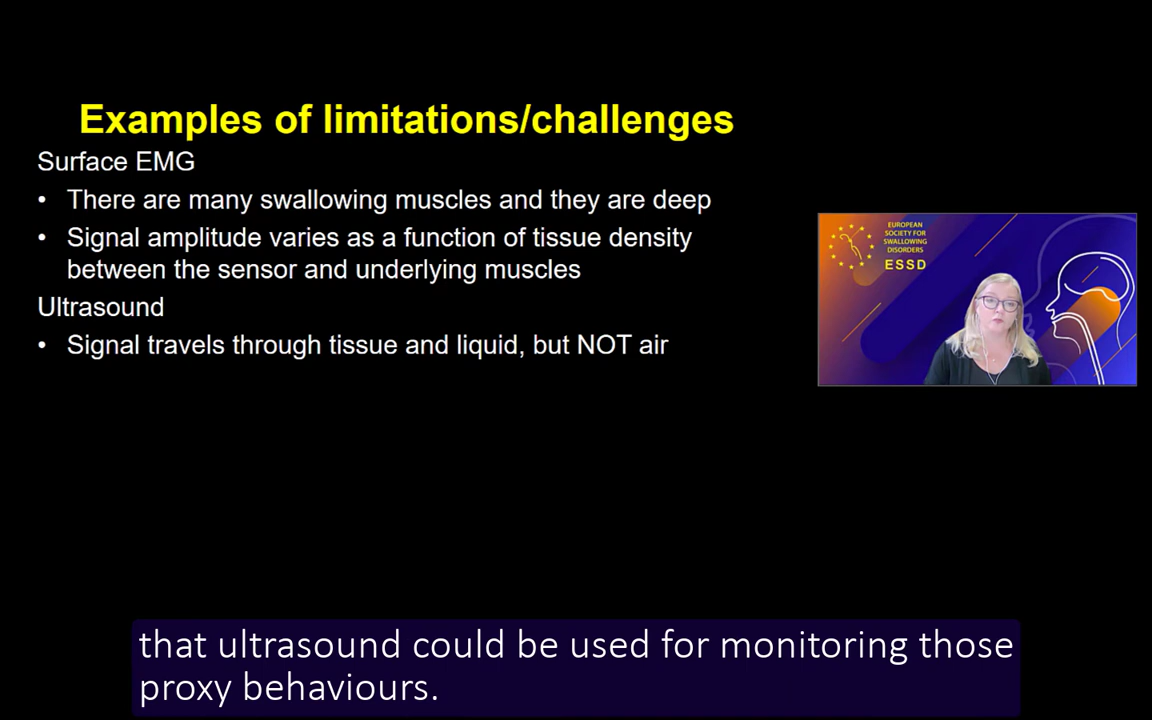 Examples of limitations/challenges
Surface EMG
• There are many swallowing muscles and they are deep
• Signal amplitude varies as a function of tissue density
between the sensor and underlying muscles
Ultrasound
• Signal travels through tissue and liquid, but NOT air
EUROPEAN
SOCIETY FOR
SWALLOWING
DISORDERS
ESSD
that ultrasound could be used for monitoring those
proxy behaviours.